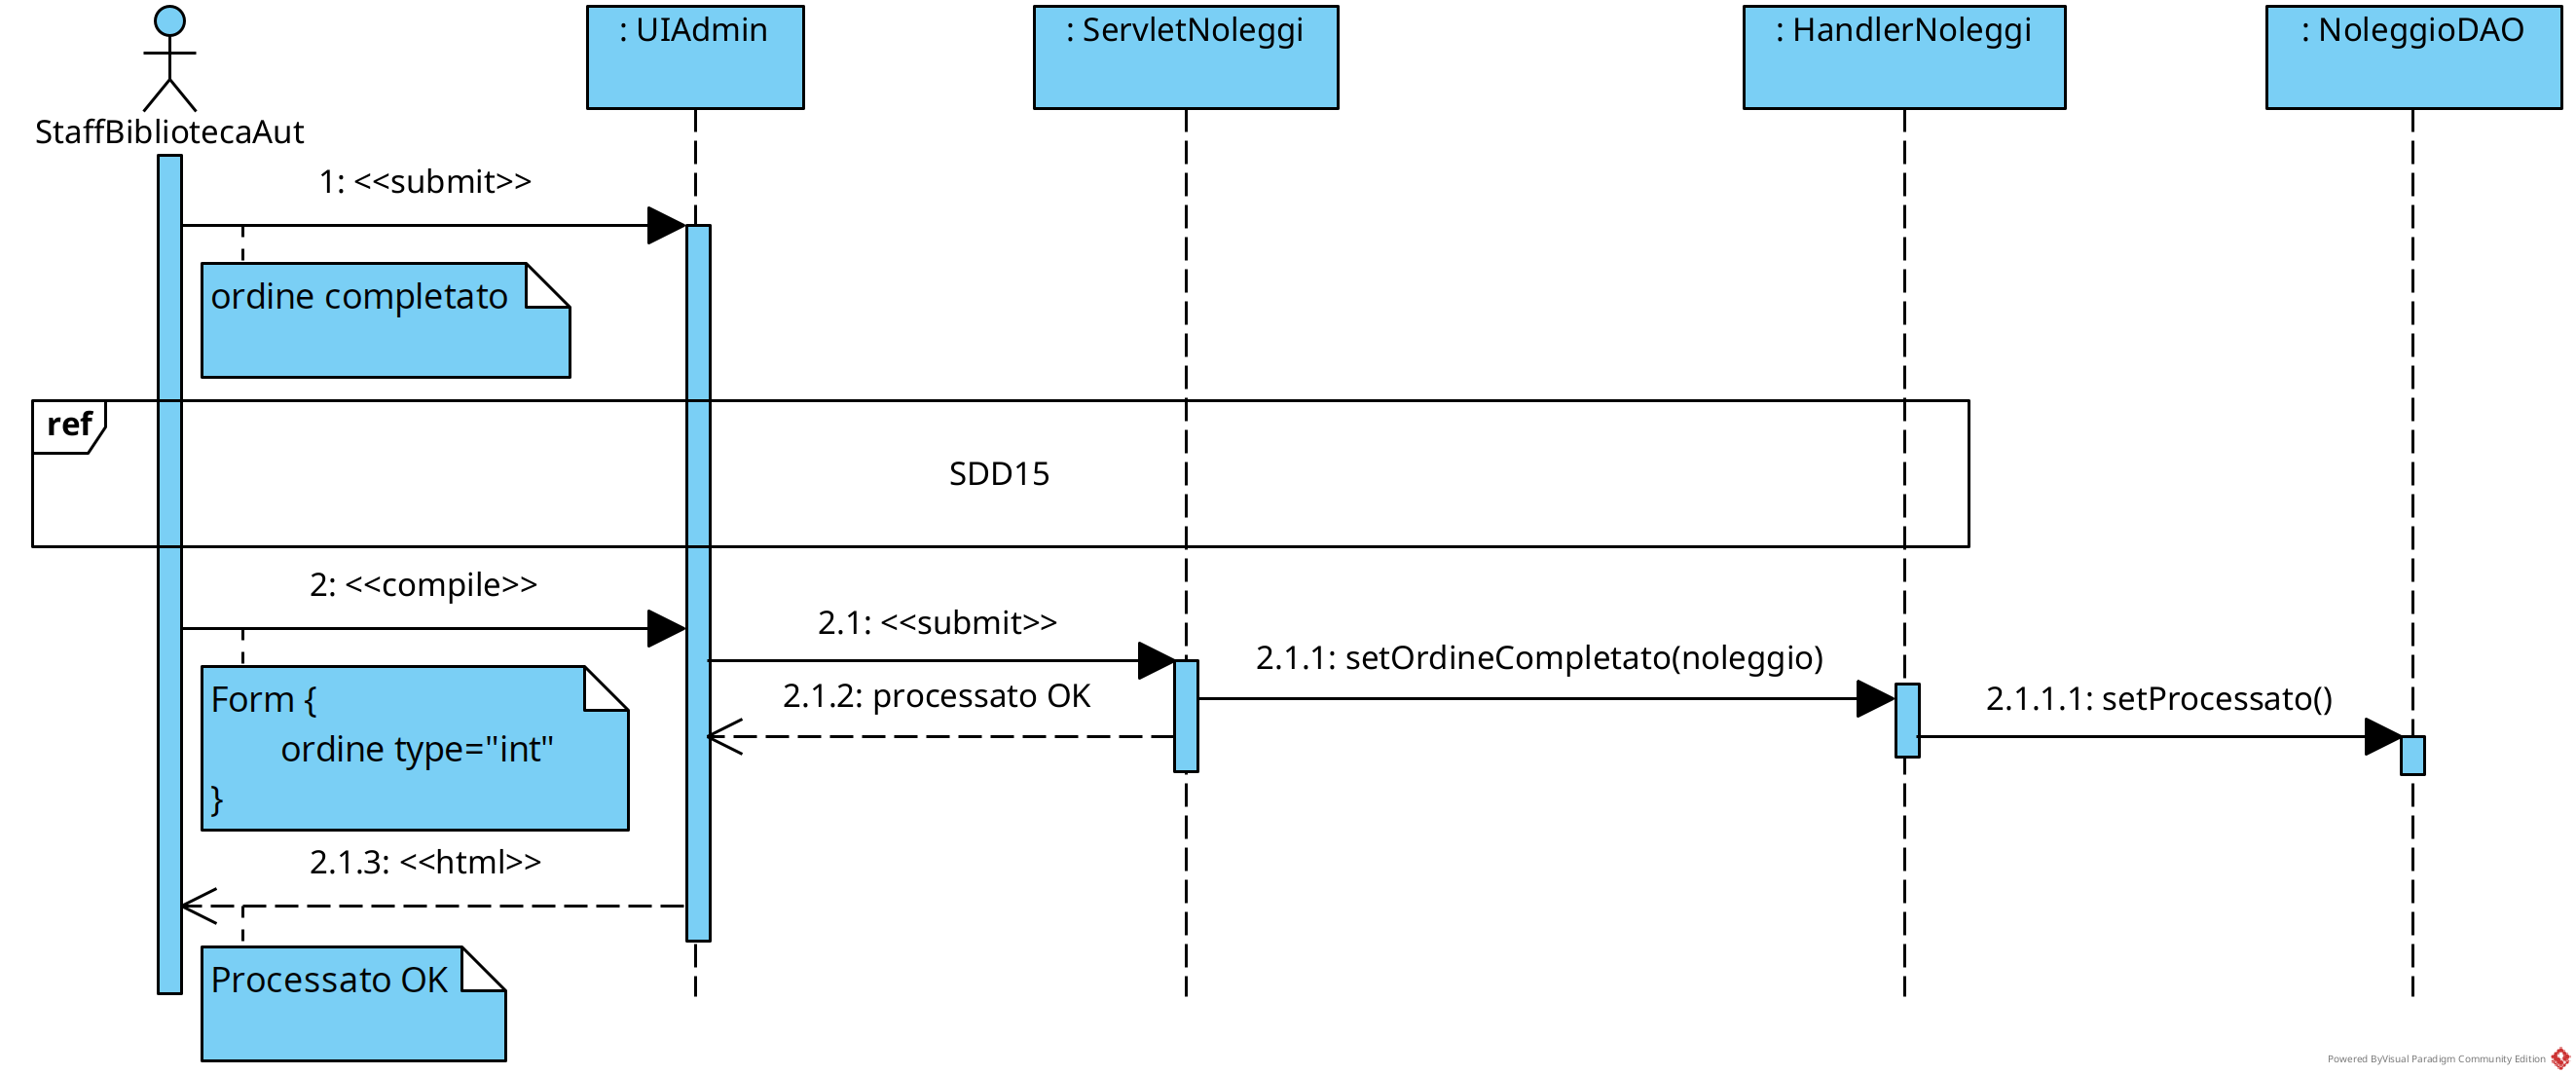 : UIAdmin
: ServletNoleggi
: HandlerNoleggi
: NoleggioDAO
StaffBibliotecaAut
1: <<submit>>
ordine completato
ref
SDD15
2: <<compile>>
2.1: <<submit>>
2.1.1: setOrdineCompletato(noleggio)
2.1.2: processato OK
2.1.1.1: setProcessato()
Form {
ordine type="int"
}
2.1.3: <<html>>
Processato OK
Powered ByVisual Paradigm Community Edition